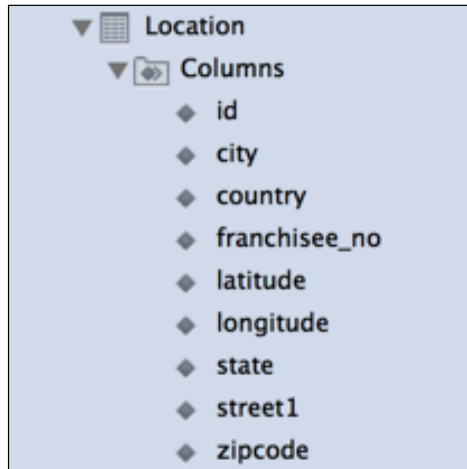 Location
Columns
id
city
country
franchisee_no
latitude
longitude
state
street1
zipcode